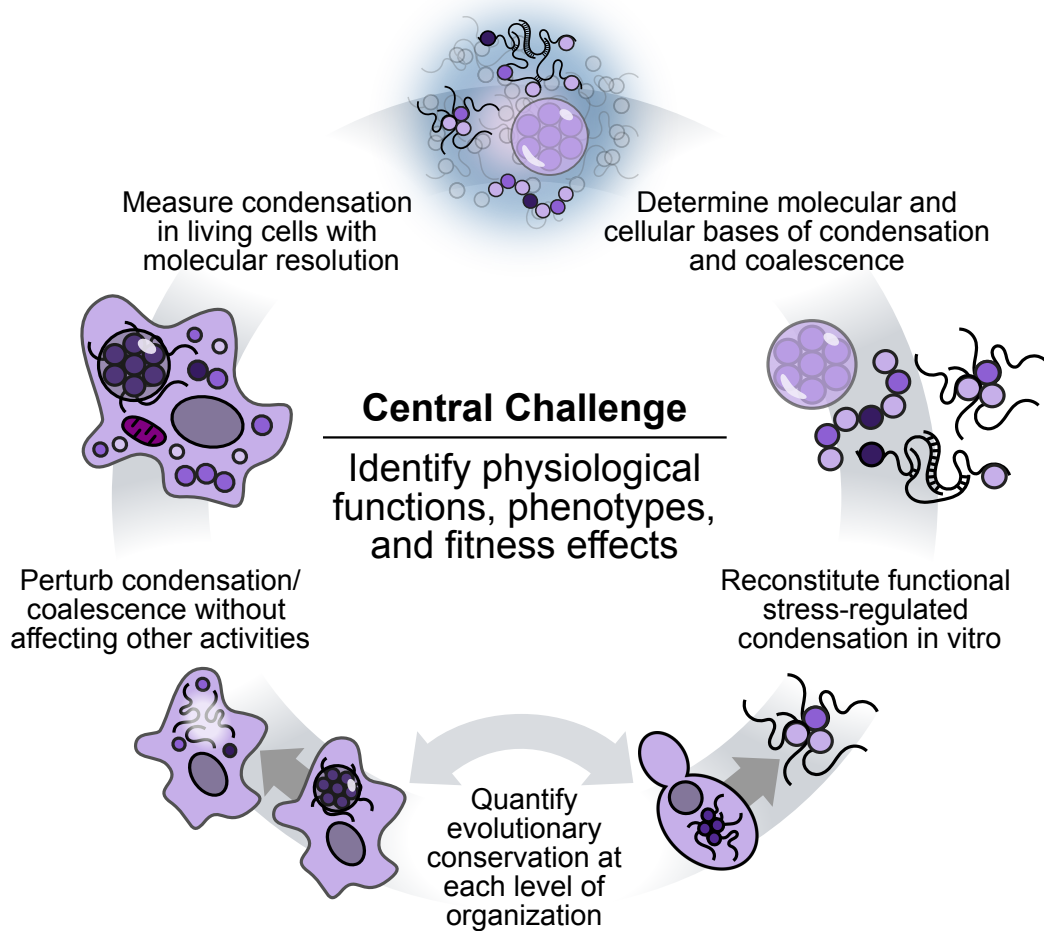 Measure condensation
in living cells with
molecular resolution
Determine molecular and
cellular bases of condensation
and coalescence
Central Challenge
Identify physiological
functions, phenotypes,
and fitness effects
Perturb condensation/
coalescence without
affecting other activities
Reconstitute functional
stress-regulated
condensation in vitro
Quantify
evolutionary
conservation at
each level of
organization